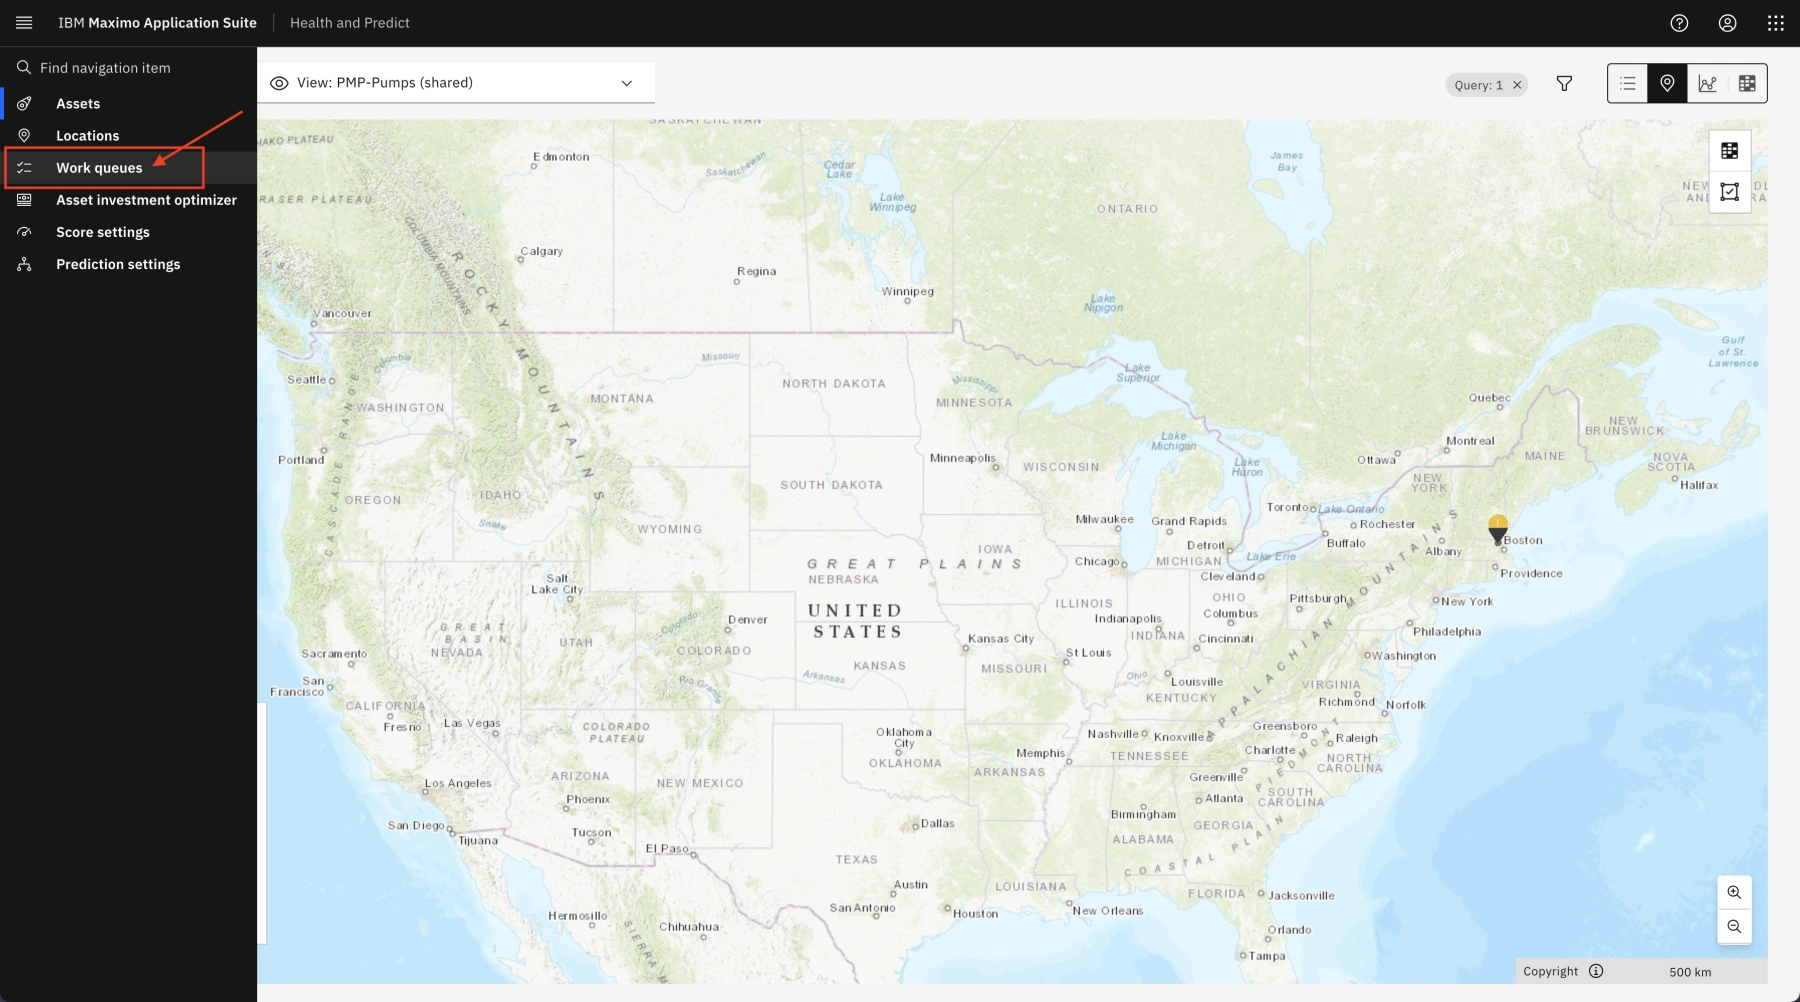 IBM Maximo Application Suite
Health and Predict
Find navigation item
Assets
Locations
Work queues
Asset investment optimizer
Score settings
Prediction settings
View: PMP-Pumps (shared)
Query: 1
SASKATCHEWAN
Edmonton
Saskatchewan
Cedar
Lake
Lake
Winnipeg
James
Bay
ONTARIO
FRASER PLATEAU
COLUMBIA MOUNTAINS
ROCKY MOUNTAINS
Calgary
Regina
Winnipeg
Lake
Nipigon
Vancouver
Gulf
of St.
Lawrence
Columbia
Missouri
Lake
Superior
Seattle
NORTH DAKOTA
Mississippi
MONTANA
MINNESOTA
Quebec
WASHINGTON
NEW
BRUNSWICK
Lake
Michigan
Montreal
Portland
Minneapolis
WISCONSIN
Lake
Huron
Ottawa
MAINE
NOVA
SCOTIA
CASCADE RANGE
OREGON
IDAHO
SOUTH DAKOTA
NEW
YORK
Halifax
Snake
WYOMING
Milwaukee
Grand Rapids
Toronto
Lake Ontario
Rochester
Detroit
Buffalo
Boston
IOWA
Albany
GREAT PLAINS
Chicago
MICHIGAN
Lake Erie
NEBRASKA
Cleveland
Providence
Salt
Lake City
Pittsburgh
New York
UNITED
STATES
ILLINOIS
OHIO
Columbus
Indianapolis
Denver
Colorado
GREAT
BASIN
NEVADA
UTAH
COLORADO
Kansas City
INDIANA
Cincinnati
Philadelphia
Sacramento
KANSAS
MISSOURI
St Louis
Washington
Arkansas
Ohio
Louisville
San
Francisco
Rio Grande
KENTUCKY
VIRGINIA
Richmond
Norfolk
APPALACHIAN MOUNTAINS
CALIFORNIA
Fresno
Las Vegas
COLORADO
PLATEAU
Oklahoma
City
OKLAHOMA
Nashville
Knoxville
Greensboro
Raleigh
Memphis
TENNESSEE
Charlotte
NORTH
CAROLINA
PIEDMONT
Los Angeles
ARIZONA
NEW MEXICO
ARKANSAS
Greenville
Phoenix
Atlanta
SOUTH
CAROLINA
San Diego
Tijuana
Tucson
Dallas
Birmingham
GEORGIA
El Paso
ALABAMA
TEXAS
COASTAL PLAIN
Austin
LOUISIANA
FLORIDA
Jacksonville
San Antonio
Houston
New Orleans
Hermosillo
Chihuahua
SIERRA
Orlando
Tampa
Copyright
500 km